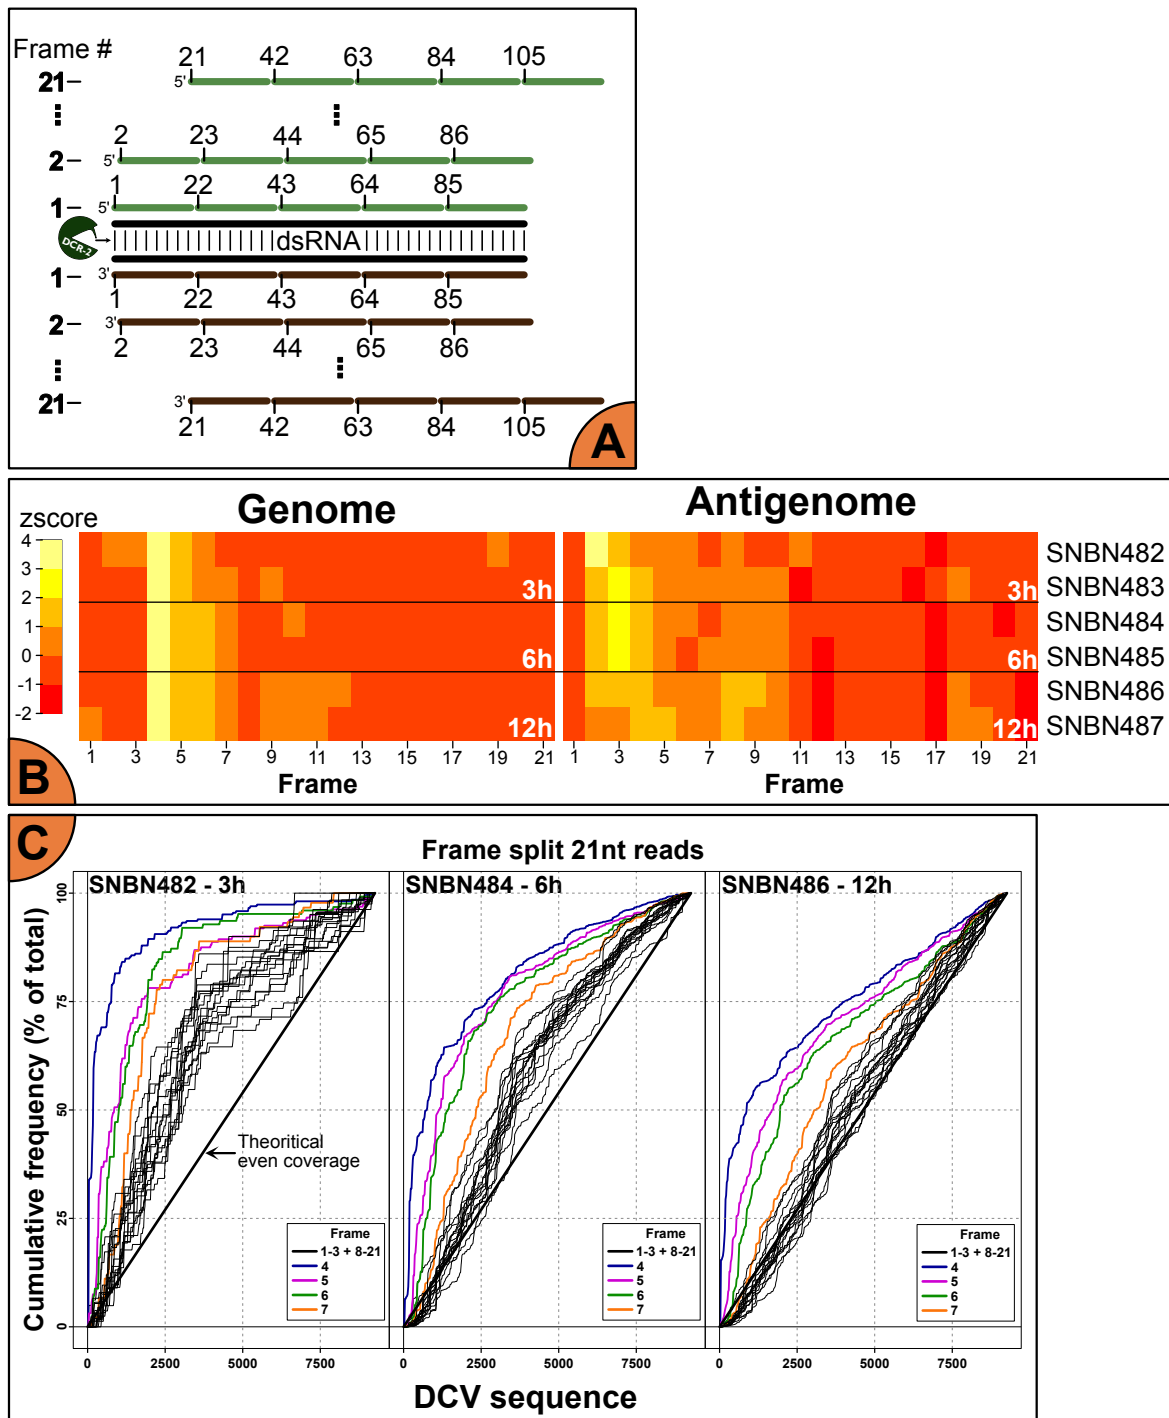 Frame #
21 42 63 84 105
21 5'
2 23 44 65 86
2 5'
1 22 43 64 85
1 5'
DCR-2 dsRNA
1 3'
1 22 43 64 85
2 3'
2 23 44 65 86
21 3'
21 42 63 84 105
A
Genome Antigenome
zscore
4
3
2
1
0
-1
-2
SNBN482
3h 3h SNBN483
SNBN484
6h 6h SNBN485
SNBN486
12h 12h SNBN487
1 3 5 7 9 11 13 15 17 19 21 1 3 5 7 9 11 13 15 17 19 21
Frame Frame
B
C
Frame split 21nt reads
SNBN482 - 3h SNBN484 - 6h SNBN486 - 12h
Cumulative frequency (% of total)
100
75
50
25
0
Theoritical
even coverage
Frame
1-3 + 8-21
4
5
6
7
Frame
1-3 + 8-21
4
5
6
7
Frame
1-3 + 8-21
4
5
6
7
0 2500 5000 7500 0 2500 5000 7500 0 2500 5000 7500
DCV sequence